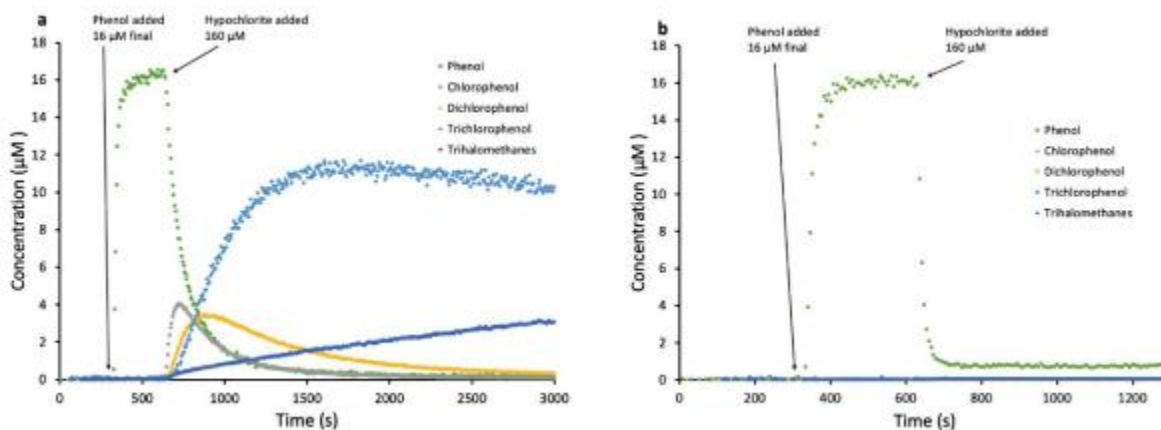 a
Phenol added
16 µM final
Hypochlorite added
160 µM
18
16
14
12
10
8
6
4
2
0
Concentration (µM)
Phenol
Chlorophenol
Dichlorophenol
Trichlorophenol
Trihalomethanes
0 500 1000 1500 2000 2500 3000
Time (s)
b
Phenol added
16 µM final
Hypochlorite added
160 µM
18
16
14
12
10
8
6
4
2
0
Concentration (µM)
Phenol
Chlorophenol
Dichlorophenol
Trichlorophenol
Trihalomethanes
0 200 400 600 800 1000 1200
Time (s)